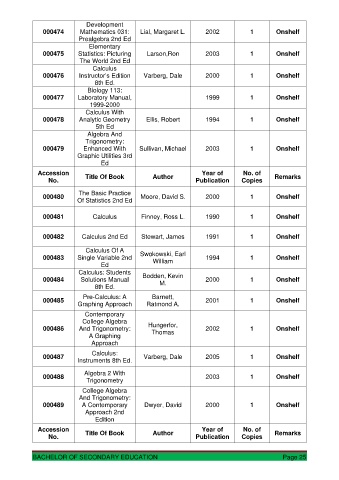 000474 Development Mathematics 031: Prealgebra 2nd Ed Lial, Margaret L. 2002 1 Onshelf
000475 Elementary Statistics: Picturing The World 2nd Ed Larson,Ron 2003 1 Onshelf
000476 Calculus Instructor's Edition 8th Ed. Varberg, Dale 2000 1 Onshelf
000477 Biology 113: Laboratory Manual, 1999-2000 1999 1 Onshelf
000478 Calculus With Analytic Geometry 5th Ed Ellis, Robert 1994 1 Onshelf
000479 Algebra And Trigonometry: Enhanced With Graphic Utilities 3rd Ed Sullivan, Michael 2003 1 Onshelf
Accession No. Title Of Book Author Year of Publication No. of Copies Remarks
000480 The Basic Practice Of Statistics 2nd Ed Moore, David S. 2000 1 Onshelf
000481 Calculus Finney, Ross L. 1990 1 Onshelf
000482 Calculus 2nd Ed Stewart, James 1991 1 Onshelf
000483 Calculus Of A Single Variable 2nd Ed Swokowski, Earl William 1994 1 Onshelf
000484 Calculus: Students Solutions Manual 8th Ed. Bodden, Kevin M. 2000 1 Onshelf
000485 Pre-Calculus: A Graphing Approach Barnett, Ratinond A. 2001 1 Onshelf
000486 Contemporary College Algebra And Trigonometry: A Graphing Approach Hungerfor, Thomas 2002 1 Onshelf
000487 Calculus: Instruments 8th Ed. Varberg, Dale 2005 1 Onshelf
000488 Algebra 2 With Trigonometry 2003 1 Onshelf
000489 College Algebra And Trigonometry: A Contemporary Approach 2nd Edition Dwyer, David 2000 1 Onshelf
Accession No. Title Of Book Author Year of Publication No. of Copies Remarks
BACHELOR OF SECONDARY EDUCATION Page 25